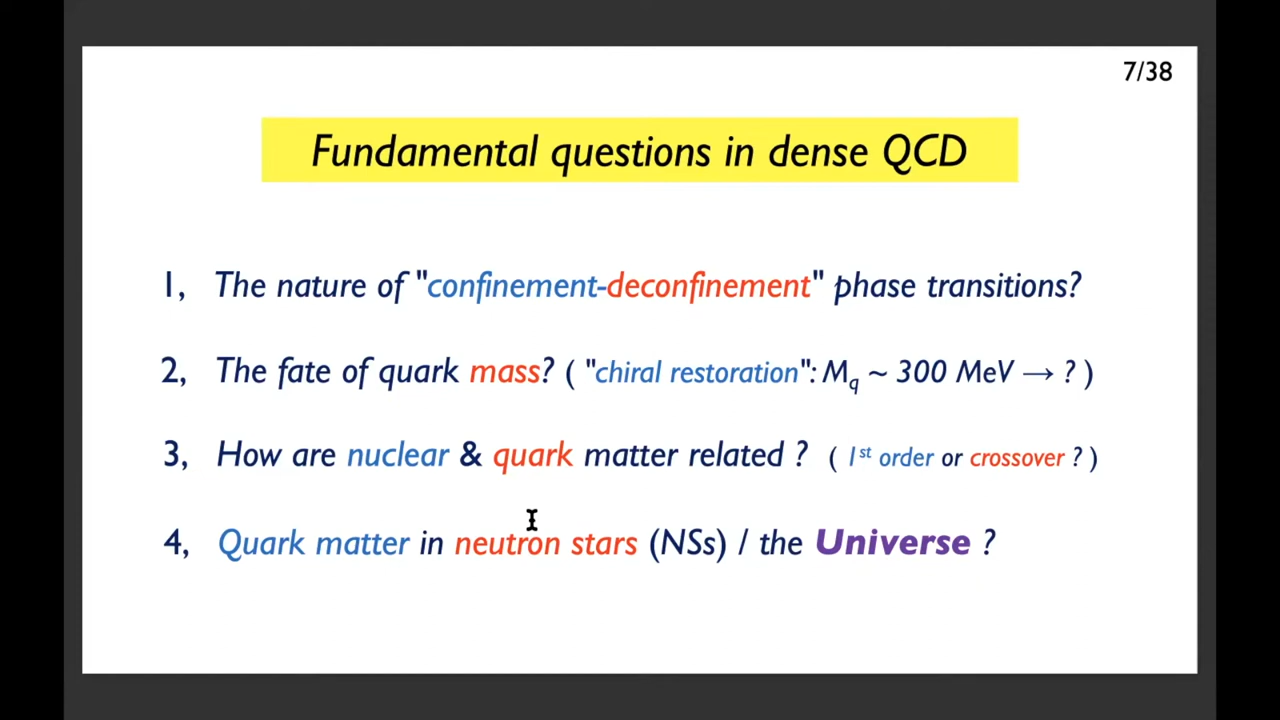 7/38
Fundamental questions in dense QCD
1, The nature of "confinement-deconfinement" phase transitions?
2, The fate of quark mass? ( "chiral restoration": Mq ~ 300 MeV → ? )
3, How are nuclear & quark matter related ? ( 1st order or crossover ? )
4, Quark matter in neutron stars (NSs) / the Universe ?